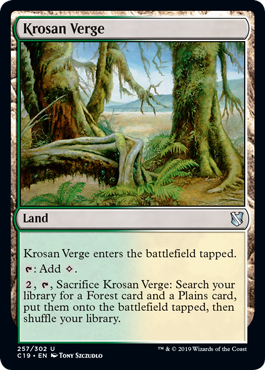 Krosan Verge
Land
Krosan Verge enters the battlefield tapped.
: Add .
2, , Sacrifice Krosan Verge: Search your
library for a Forest card and a Plains card,
put them onto the battlefield tapped, then
shuffle your library.
257/302 U
C19 • EN TONY SZCZUDLO
™ & © 2019 Wizards of the Coast